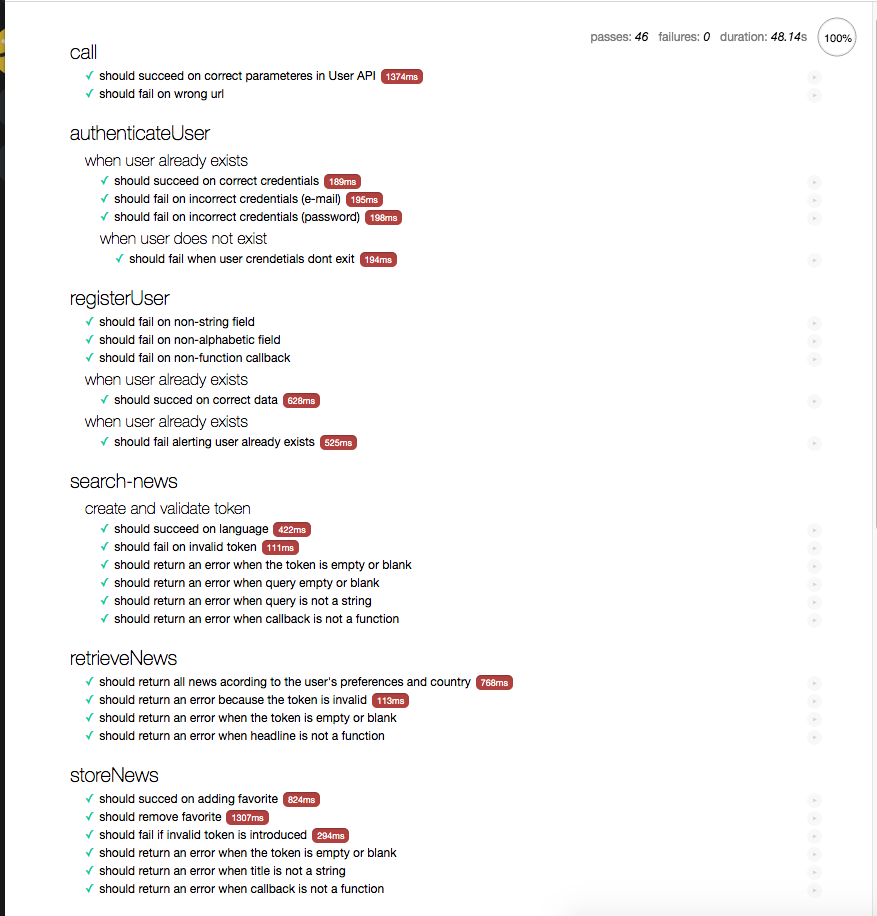 passes: 46 failures: 0 duration: 48.14s 100%
call
✓ should succeed on correct parameteres in User API 1374ms
✓ should fail on wrong url
authenticateUser
when user already exists
✓ should succeed on correct credentials 189ms
✓ should fail on incorrect credentials (e-mail) 195ms
✓ should fail on incorrect credentials (password) 198ms
when user does not exist
✓ should fail when user crendetials dont exit 194ms
registerUser
✓ should fail on non-string field
✓ should fail on non-alphabetic field
✓ should fail on non-function callback
when user already exists
✓ should succed on correct data 628ms
when user already exists
✓ should fail alerting user already exists 525ms
search-news
create and validate token
✓ should succeed on language 422ms
✓ should fail on invalid token 111ms
✓ should return an error when the token is empty or blank
✓ should return an error when query empty or blank
✓ should return an error when query is not a string
✓ should return an error when callback is not a function
retrieveNews
✓ should return all news acording to the user's preferences and country 768ms
✓ should return an error because the token is invalid 113ms
✓ should return an error when the token is empty or blank
✓ should return an error when headline is not a function
storeNews
✓ should succed on adding favorite 824ms
✓ should remove favorite 1307ms
✓ should fail if invalid token is introduced 294ms
✓ should return an error when the token is empty or blank
✓ should return an error when title is not a string
✓ should return an error when callback is not a function